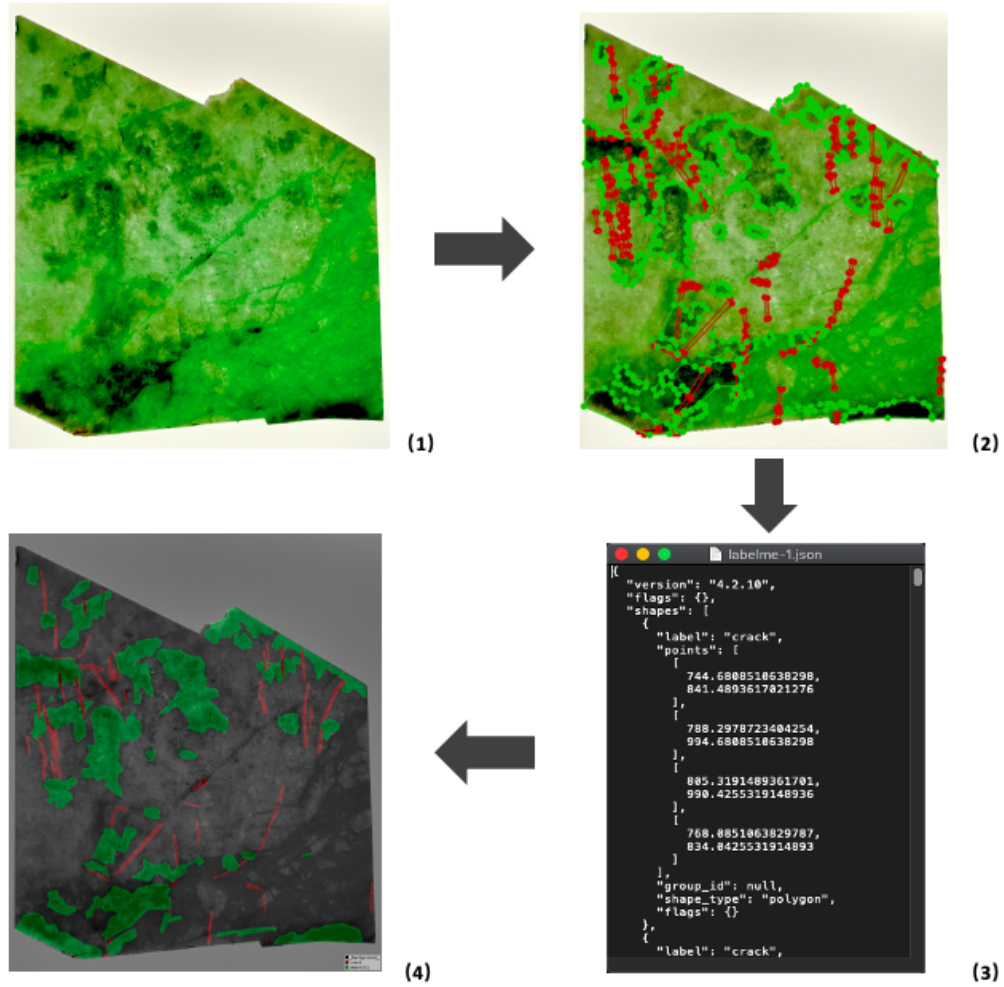 (1)
(2)
labelme-1.json
{
"version": "4.2.10",
"flags": {},
"shapes": [
{
"label": "crack",
"points": [
[
744.6808510638298,
841.4893617021276
],
[
788.2978723404254,
994.6808510638298
],
[
805.3191489361701,
990.4255319148936
],
[
768.0851063829787,
834.0425531914893
]
],
"group_id": null,
"shape_type": "polygon",
"flags": {}
},
{
"label": "crack",
(4)
(3)